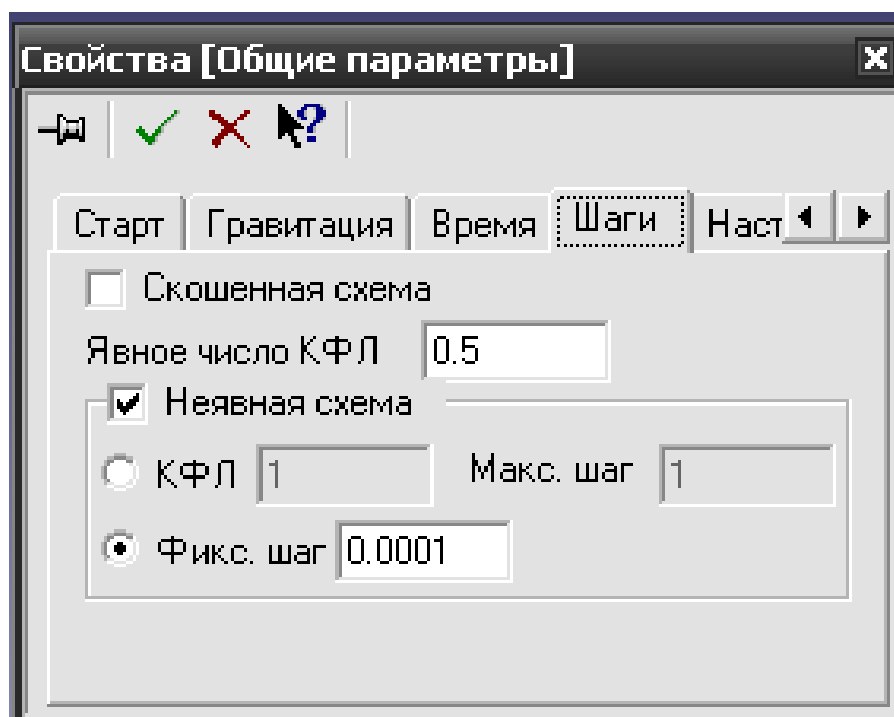 Свойства [Общие параметры]
Старт Гравитация Время Шаги Наст
Скошенная схема
Явное число КФЛ 0.5
Неявная схема
КФЛ 1 Макс. шаг 1
Фикс. шаг 0.0001